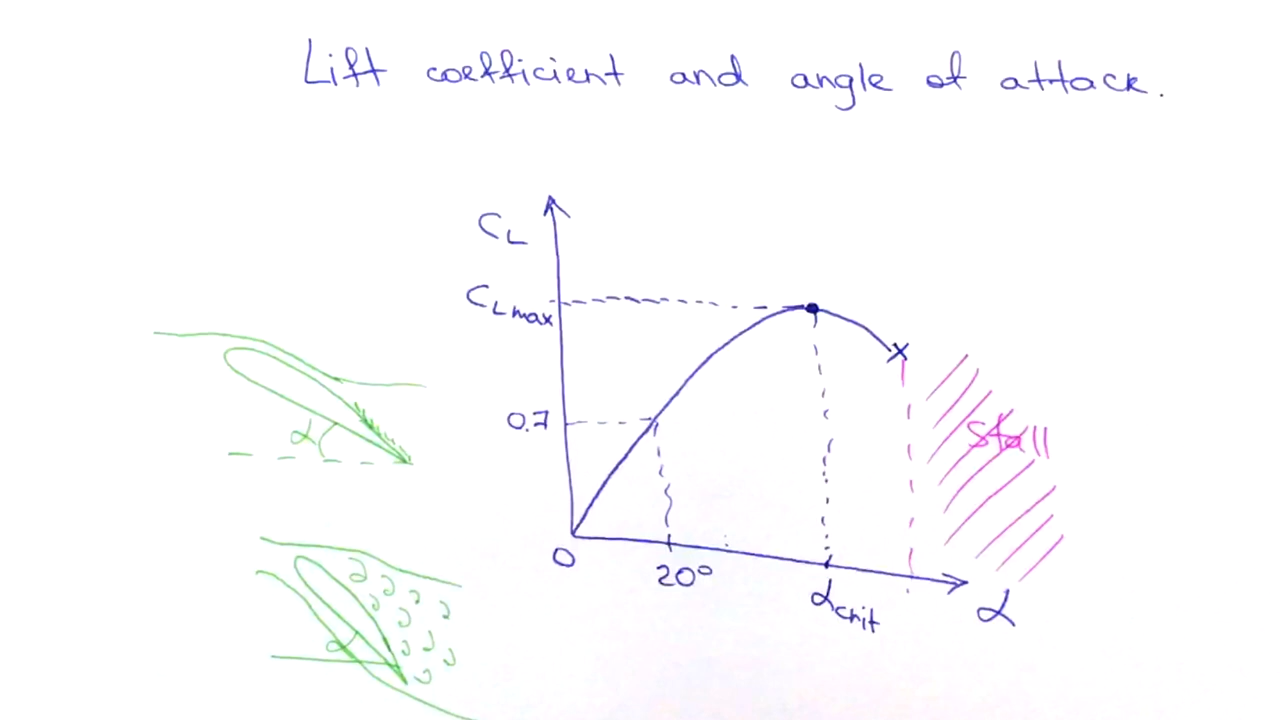 Lift coefficient and angle of attack.
CL
CLmax
0.7
0
20°
αcrit
α
stall
α
α